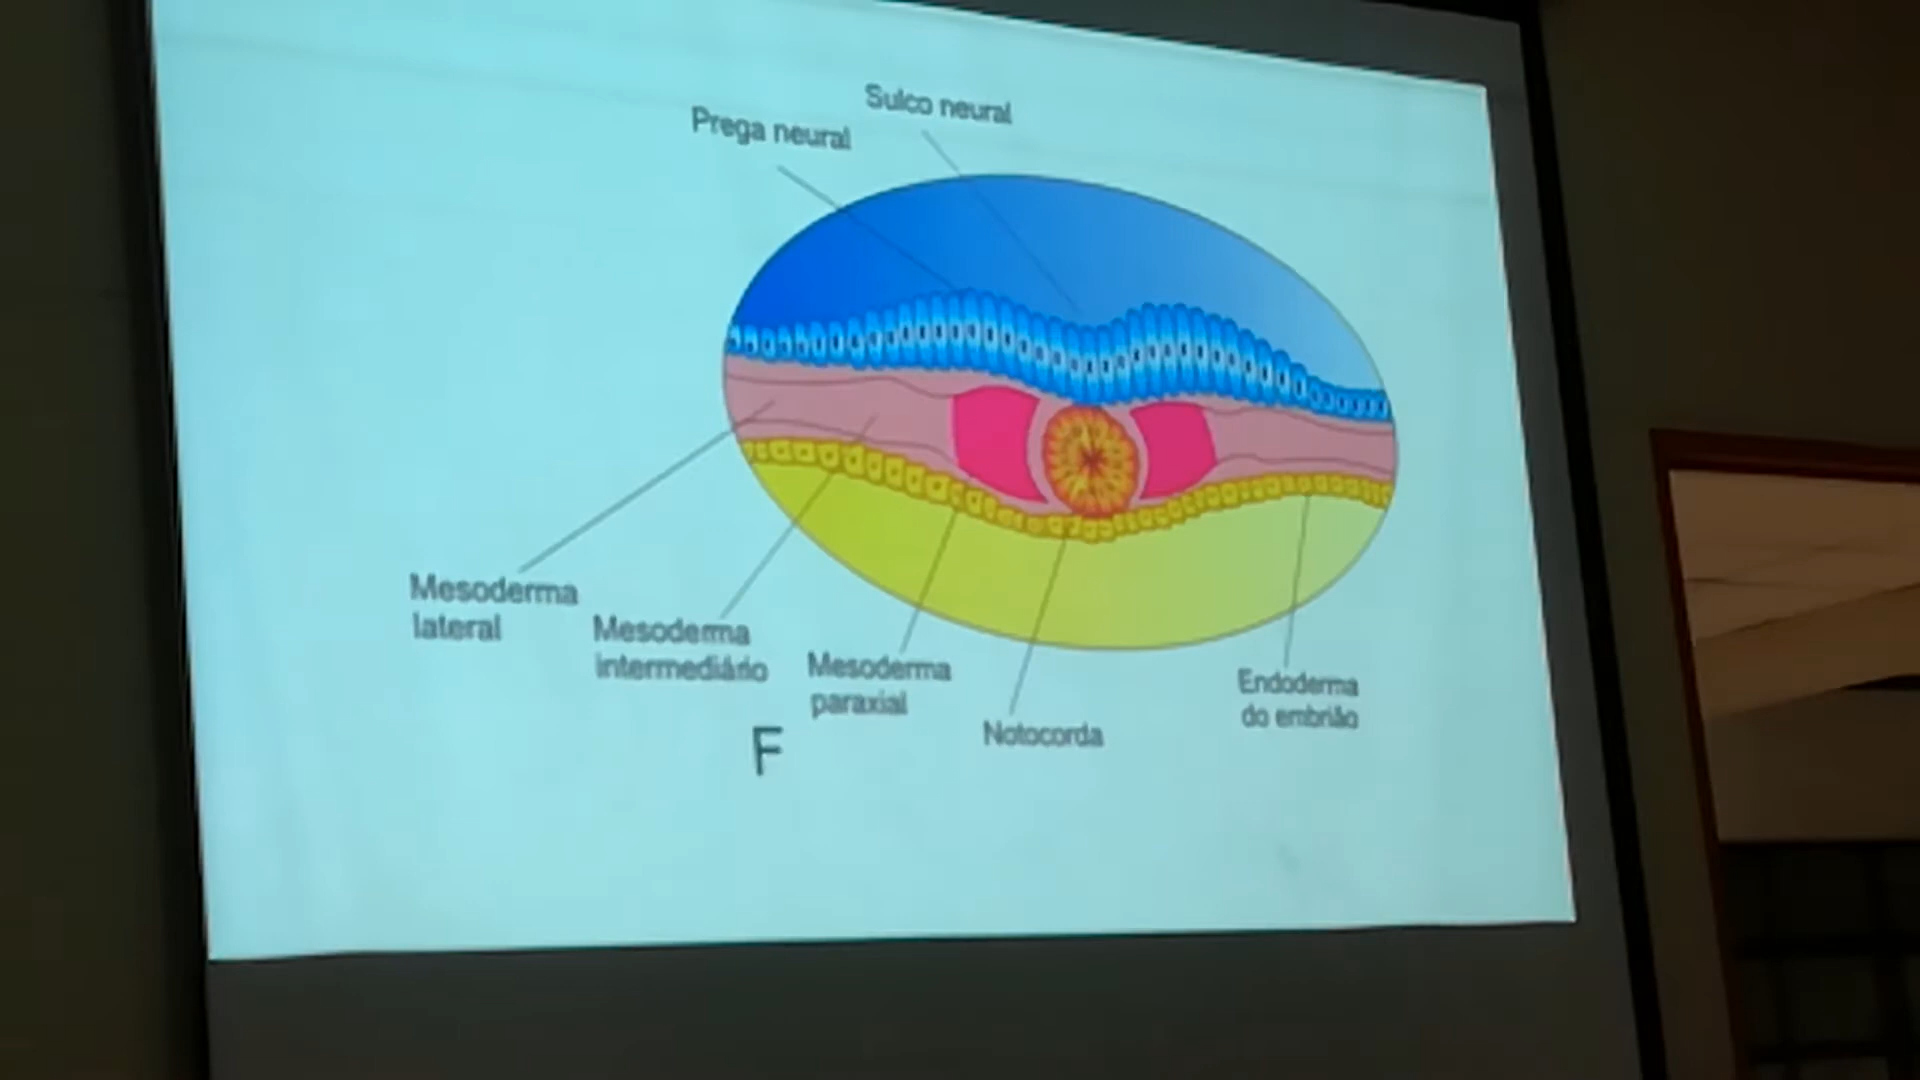 Sulco neural
Prega neural
Mesoderma
lateral
Mesoderma
intermediário
Mesoderma
paraxial
Notocorda
Endoderma
do embrião
F